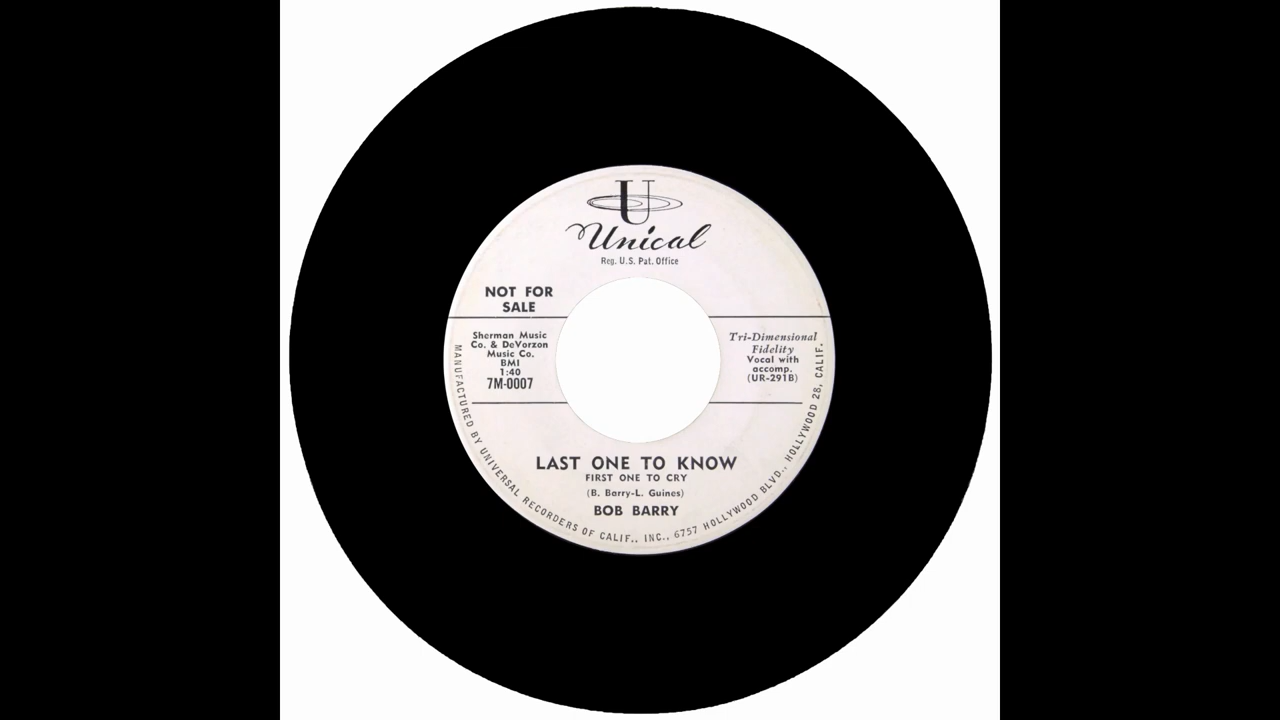 U
Unical
Reg. U.S. Pat. Office
NOT FOR
SALE
Sherman Music
Co. & DeVorzon
Music Co.
BMI
1:40
7M-0007
Tri-Dimensional
Fidelity
Vocal with
accomp.
(UR-291B)
LAST ONE TO KNOW
FIRST ONE TO CRY
(B. Barry-L. Guines)
BOB BARRY
MANUFACTURED BY UNIVERSAL RECORDERS OF CALIF., INC., 6757 HOLLYWOOD BLVD., HOLLYWOOD 28, CALIF.